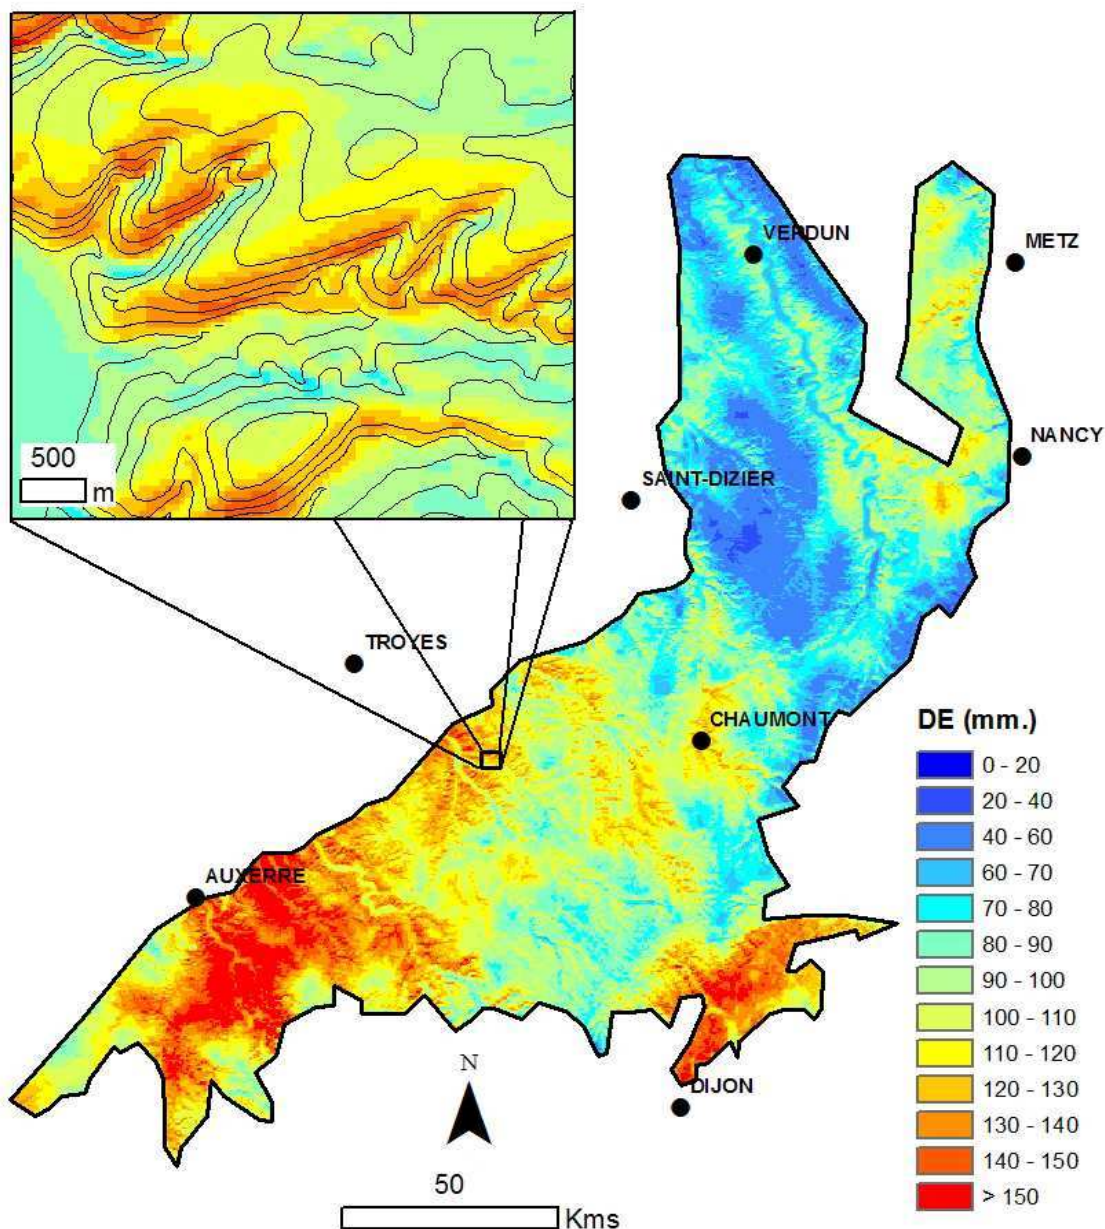 500
m
VERDUN
METZ
NANCY
SAINT-DIZIER
TROYES
CHAUMONT
AUXERRE
DIJON
N
50
Kms
DE (mm.)
0 - 20
20 - 40
40 - 60
60 - 70
70 - 80
80 - 90
90 - 100
100 - 110
110 - 120
120 - 130
130 - 140
140 - 150
> 150